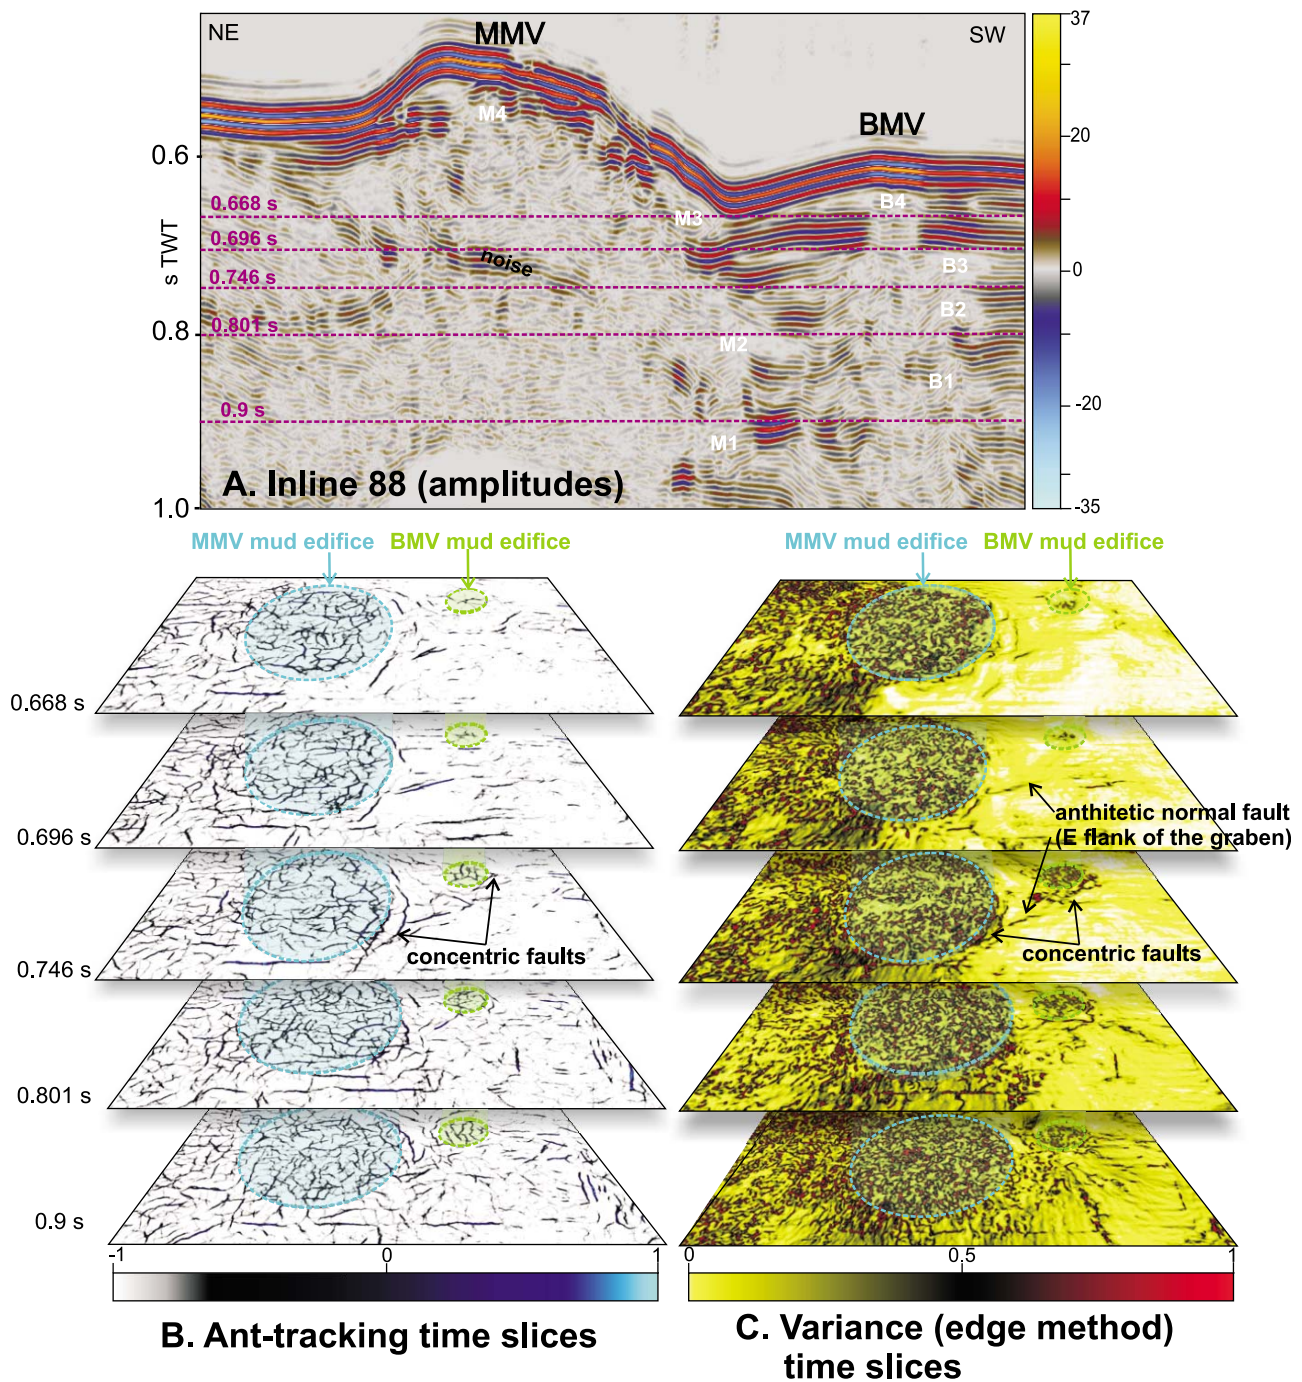 NE
MMV
SW
37
BMV
M4
0.6
20
B4
0.668 s
M3
0.696 s
s TWT
noise
B3
0
0.746 s
B2
0.801 s
0.8
M2
B1
-20
0.9 s
M1
A. Inline 88 (amplitudes)
1.0
-35
MMV mud edifice
BMV mud edifice
MMV mud edifice
BMV mud edifice
0.668 s
0.696 s
anthitetic normal fault
(E flank of the graben)
concentric faults
concentric faults
0.746 s
0.801 s
0.9 s
-1
0
1
0
0.5
1
B. Ant-tracking time slices
C. Variance (edge method)
time slices